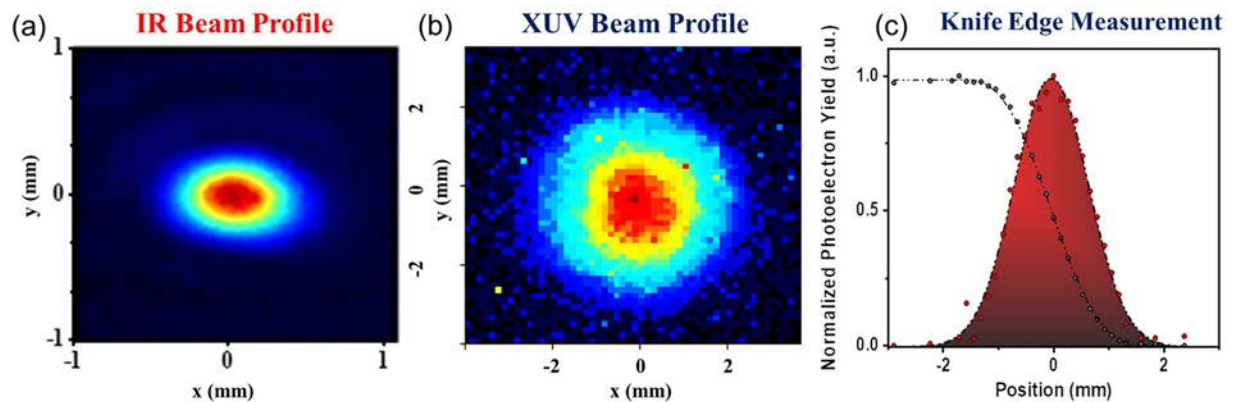 (a) IR Beam Profile
1
0
-1
y (mm)
-1
0
1
x (mm)
(b) XUV Beam Profile
2
0
-2
y (mm)
-2
0
2
x (mm)
(c) Knife Edge Measurement
Normalized Photoelectron Yield (a.u.)
1.0
0.5
0.0
-2
0
2
Position (mm)